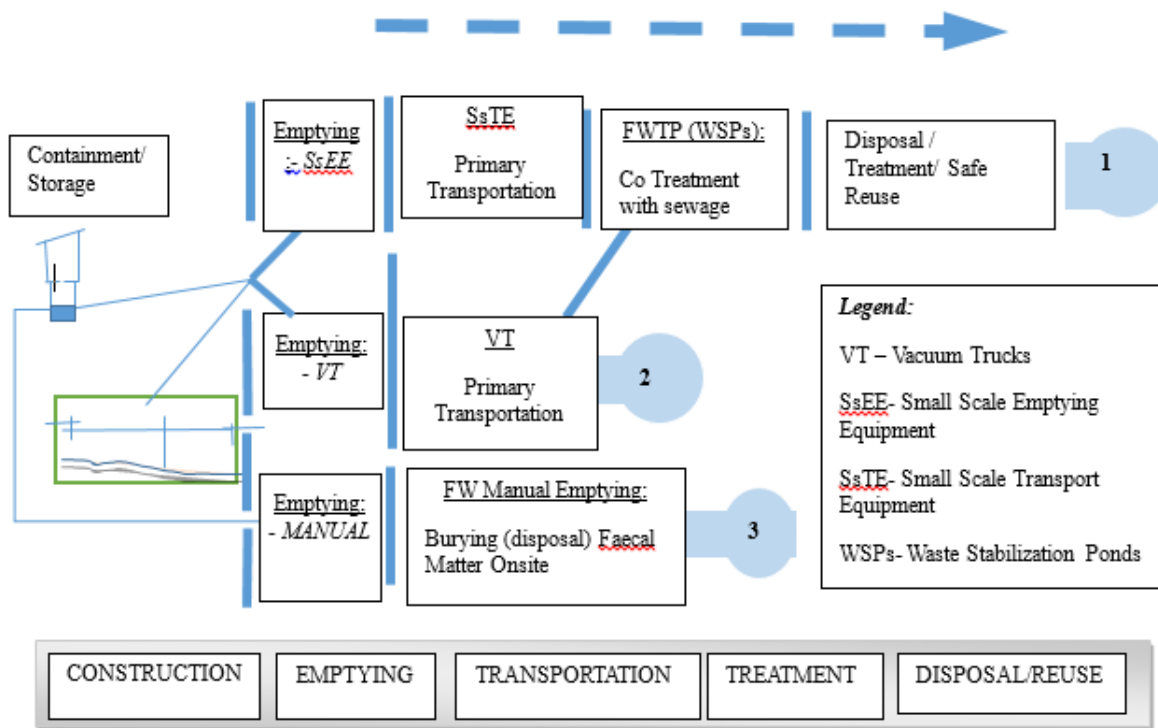 Containment/
Storage
Emptying
:- SsEE
SsTE
Primary
Transportation
FWTP (WSPs):
Co Treatment
with sewage
Disposal /
Treatment/ Safe
Reuse
1
Emptying:
- VT
VT
Primary
Transportation
2
Emptying:
- MANUAL
FW Manual Emptying:
Burying (disposal) Faecal
Matter Onsite
3
Legend:
VT – Vacuum Trucks
SsEE- Small Scale Emptying
Equipment
SsTE- Small Scale Transport
Equipment
WSPs- Waste Stabilization Ponds
CONSTRUCTION
EMPTYING
TRANSPORTATION
TREATMENT
DISPOSAL/REUSE